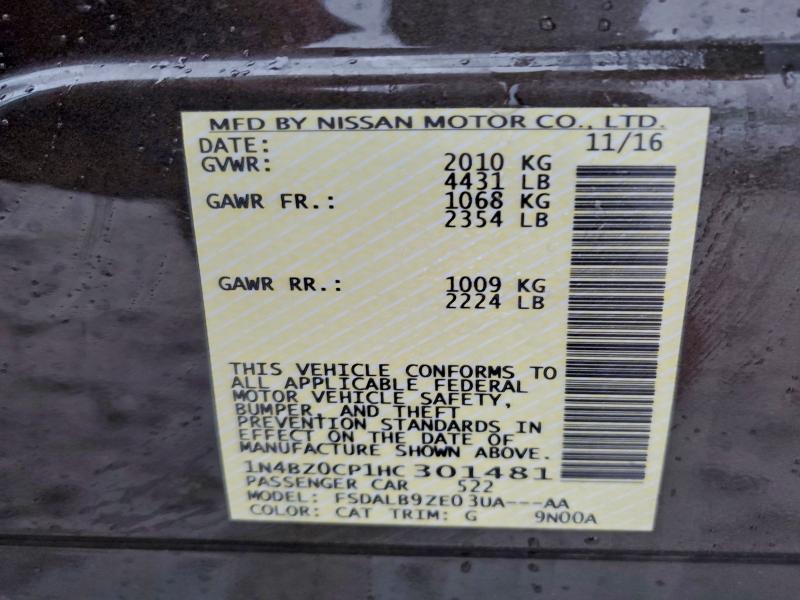 MFD BY NISSAN MOTOR CO., LTD.
DATE: 11/16
GVWR: 2010 KG
4431 LB
GAWR FR.: 1068 KG
2354 LB
GAWR RR.: 1009 KG
2224 LB
THIS VEHICLE CONFORMS TO
ALL APPLICABLE FEDERAL
MOTOR VEHICLE SAFETY,
BUMPER, AND THEFT
PREVENTION STANDARDS IN
EFFECT ON THE DATE OF
MANUFACTURE SHOWN ABOVE.
1N4BZ0CP1HC 301481
PASSENGER CAR 522
MODEL: FSDALB9ZE03UA---AA
COLOR: CAT TRIM: G 9N00A